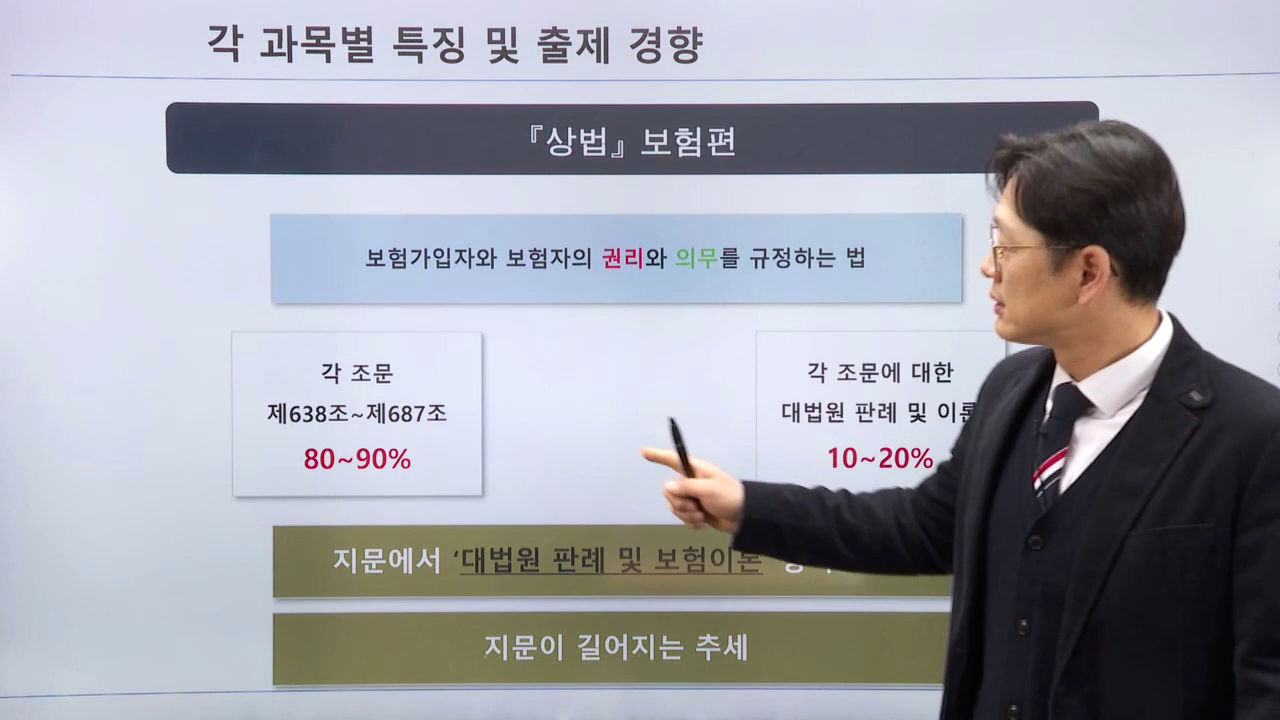 각 과목별 특징 및 출제 경향
『상법』 보험편
보험가입자와 보험자의 권리와 의무를 규정하는 법
각 조문
제638조~제687조
80~90%
각 조문에 대한
대법원 판례 및 이론
10~20%
지문에서 ‘대법원 판례 및 보험이론
지문이 길어지는 추세